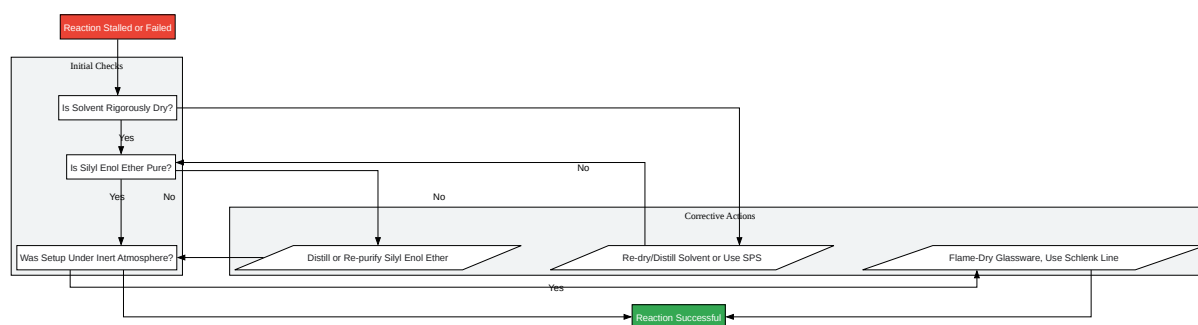 Reaction Stalled or Failed
Initial Checks
Is Solvent Rigorously Dry?
Yes
Is Silyl Enol Ether Pure?
No
Yes
No
No
Corrective Actions
Was Setup Under Inert Atmosphere?
Distill or Re-purify Silyl Enol Ether
Re-dry/Distill Solvent or Use SPS
Flame-Dry Glassware, Use Schlenk Line
Yes
Reaction Successful